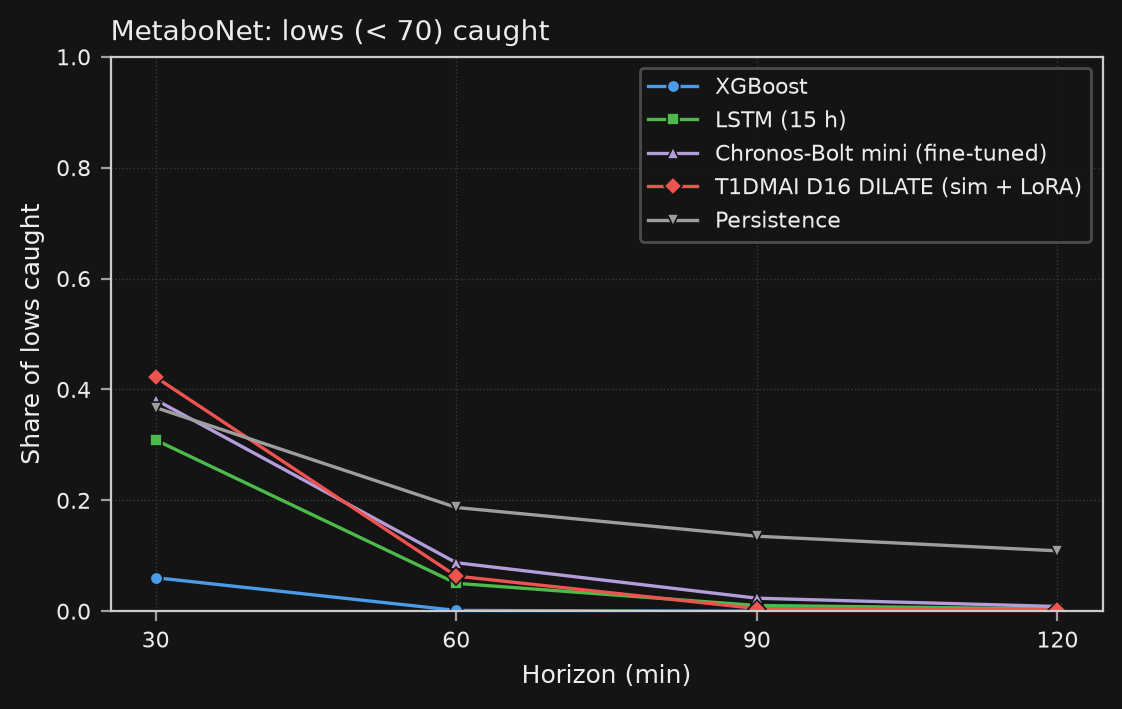 MetaboNet: lows (< 70) caught
1.0
0.8
0.6
0.4
0.2
0.0
Share of lows caught
XGBoost
LSTM (15 h)
Chronos-Bolt mini (fine-tuned)
T1DMAI D16 DILATE (sim + LoRA)
Persistence
30
60
90
120
Horizon (min)